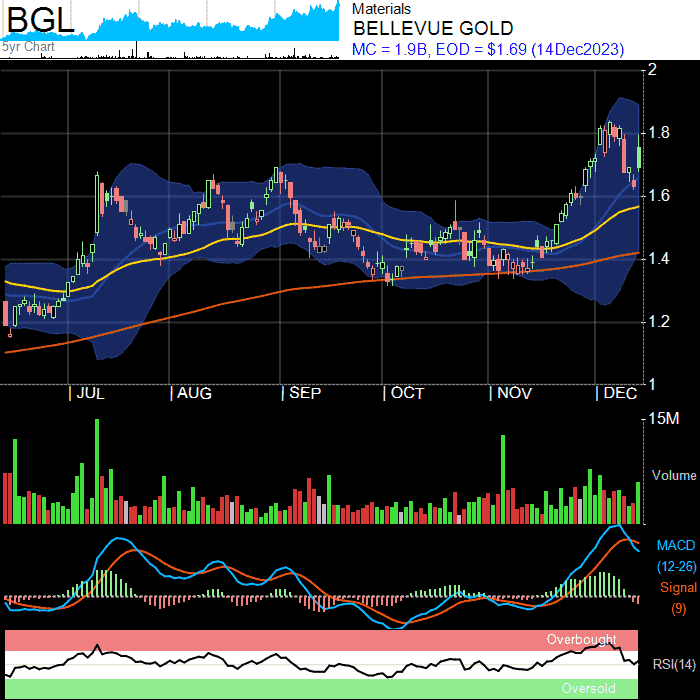 BGL
5yr Chart
Materials
BELLEVUE GOLD
MC = 1.9B, EOD = $1.69 (14Dec2023)
2
1.8
1.6
1.4
1.2
1
JUL AUG SEP OCT NOV DEC
15M
Volume
MACD
(12-26)
Signal
(9)
Overbought
RSI(14)
Oversold